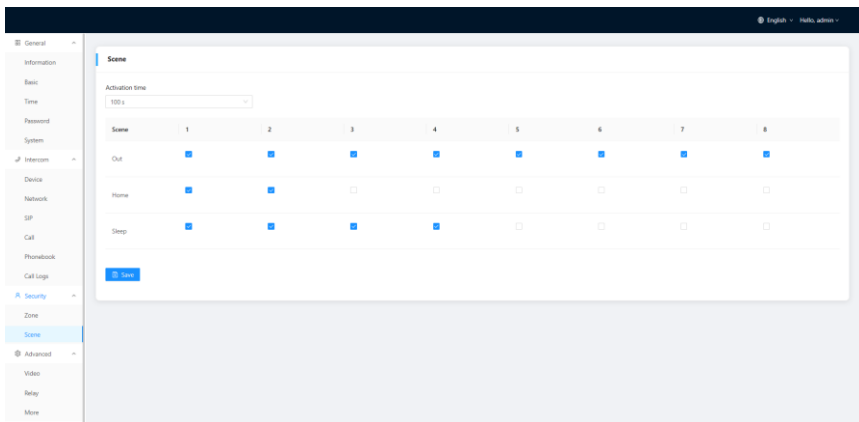 English Hello, admin
General
Information
Basic
Time
Password
System
Intercom
Device
Network
SIP
Call
Phonebook
Call Logs
Security
Zone
Scene
Advanced
Video
Relay
More
Scene
Activation time
100 s
Scene 1 2 3 4 5 6 7 8
Out
Home
Sleep
Save